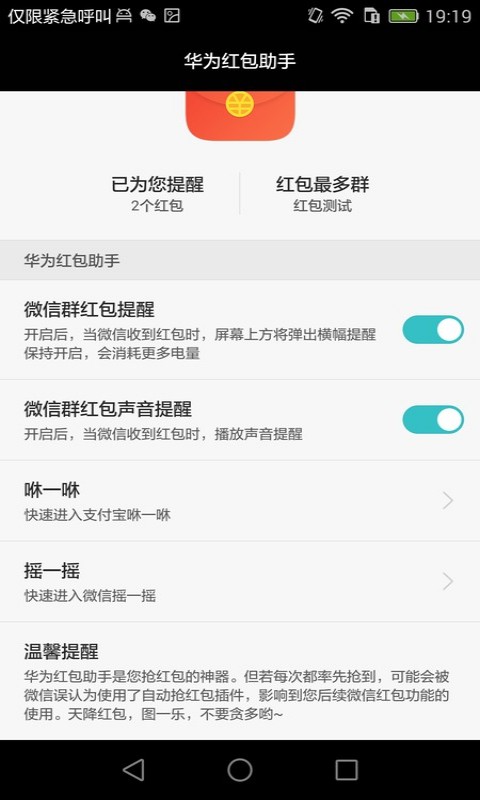 仅限紧急呼叫
19:19
华为红包助手
已为您提醒
红包最多群
2个红包
红包测试
华为红包助手
微信群红包提醒
开启后，当微信收到红包时，屏幕上方将弹出横幅提醒
保持开启，会消耗更多电量
微信群红包声音提醒
开启后，当微信收到红包时，播放声音提醒
咻一咻
快速进入支付宝咻一咻
摇一摇
快速进入微信摇一摇
温馨提醒
华为红包助手是您抢红包的神器。但若每次都率先抢到，可能会被
微信误认为使用了自动抢红包插件，影响到您后续微信红包功能的
使用。天降红包，图一乐，不要贪多哟~